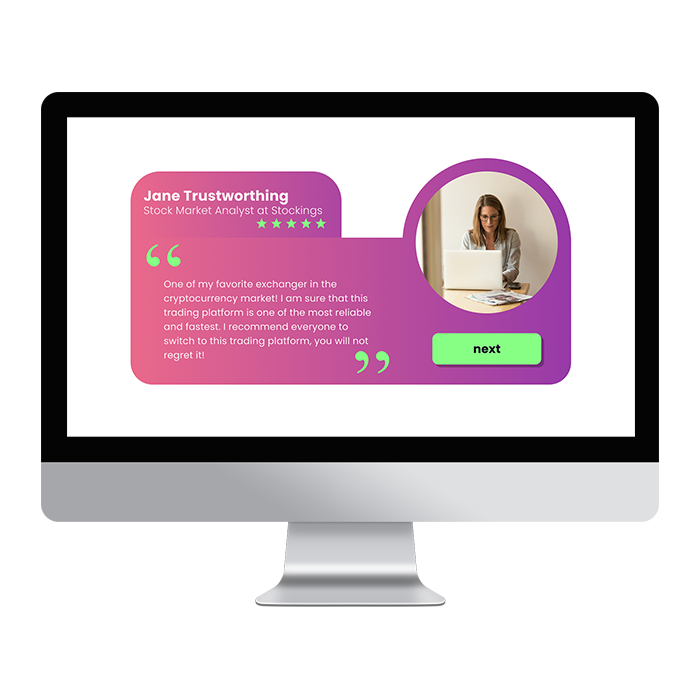 Jane Trustworthing
Stock Market Analyst at Stockings
“
One of my favorite exchanger in the
cryptocurrency market! I am sure that this
trading platform is one of the most reliable
and fastest. I recommend everyone to
switch to this trading platform, you will not
regret it!
”
next